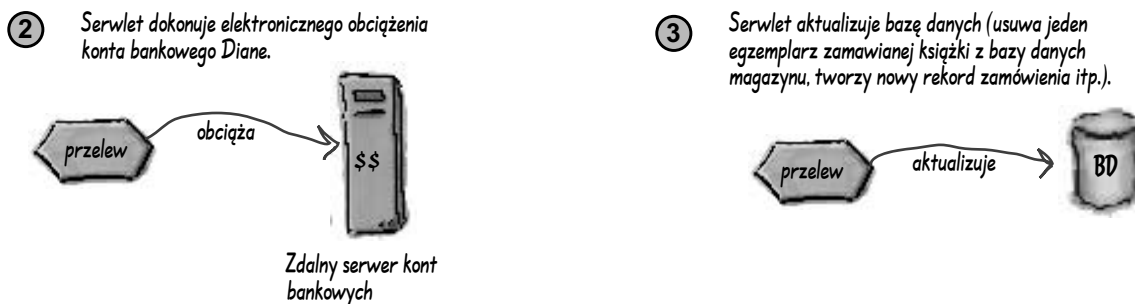 2
Serwlet dokonuje elektronicznego obciążenia
konta bankowego Diane.
przelew
obciąża
$$
Zdalny serwer kont
bankowych
3
Serwlet aktualizuje bazę danych (usuwa jeden
egzemplarz zamawianej książki z bazy danych
magazynu, tworzy nowy rekord zamówienia itp.).
przelew
aktualizuje
BD